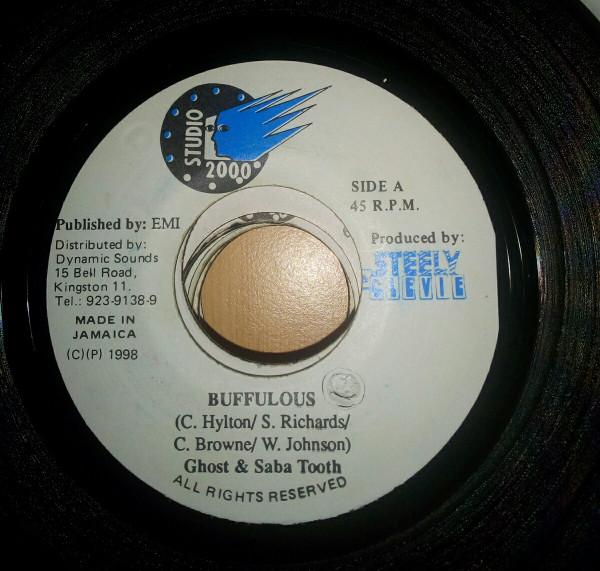 STUDIO
2000
SIDE A
45 R.P.M.
Published by: EMI
Distributed by:
Dynamic Sounds
15 Bell Road,
Kingston 11.
Tel.: 923-9138-9
MADE IN
JAMAICA
(C)(P) 1998
Produced by:
STEELY
CLEVIE
BUFFULOUS
(C. Hylton/ S. Richards/
C. Browne/ W. Johnson)
Ghost & Saba Tooth
ALL RIGHTS RESERVED